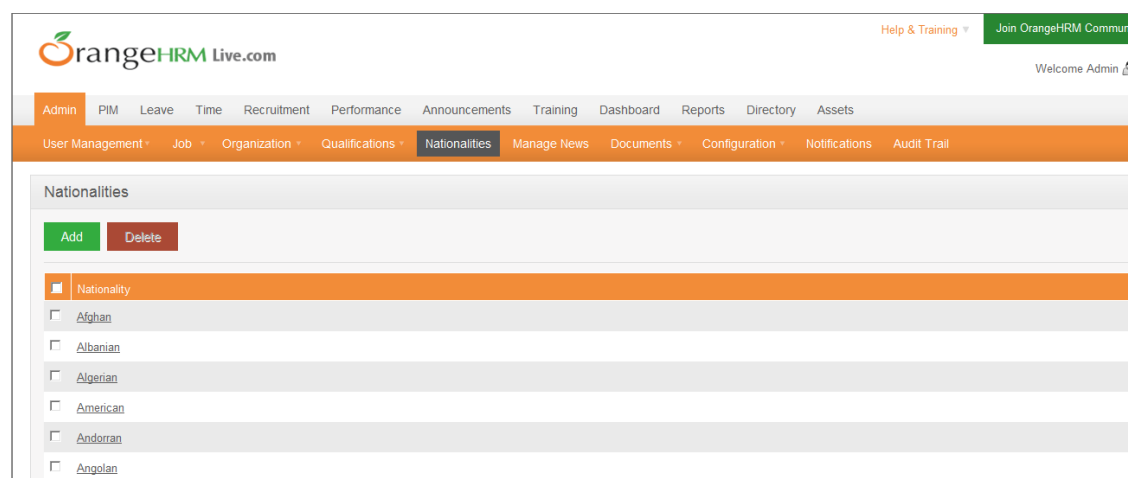 Help & Training
Join OrangeHRM Commun
OrangeHRM Live.com
Welcome Admin
Admin PIM Leave Time Recruitment Performance Announcements Training Dashboard Reports Directory Assets
User Management Job Organization Qualifications Nationalities Manage News Documents Configuration Notifications Audit Trail
Nationalities
Add Delete
Nationality
Afghan
Albanian
Algerian
American
Andorran
Angolan